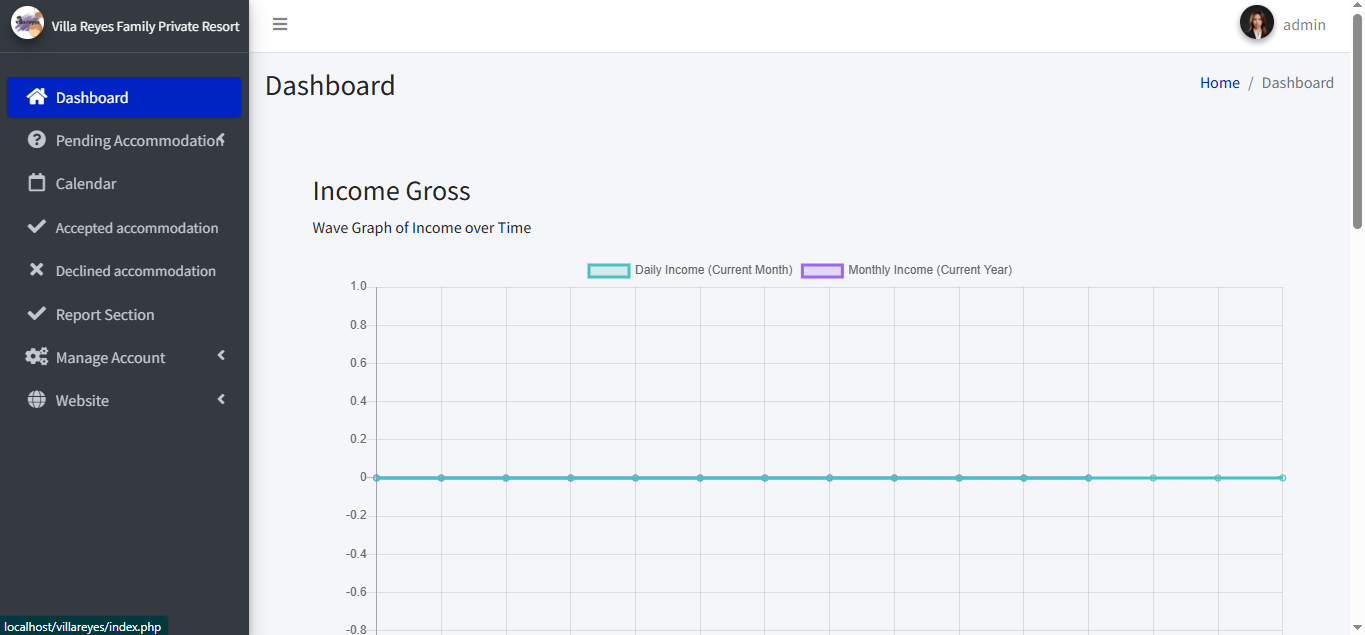 Villa Reyes Family Private Resort
admin
Dashboard
Pending Accommodation
Calendar
Accepted accommodation
Declined accommodation
Report Section
Manage Account
Website
Dashboard
Home / Dashboard
Income Gross
Wave Graph of Income over Time
Daily Income (Current Month) Monthly Income (Current Year)
1.0
0.8
0.6
0.4
0.2
0
-0.2
-0.4
-0.6
-0.8
localhost/villareyes/index.php